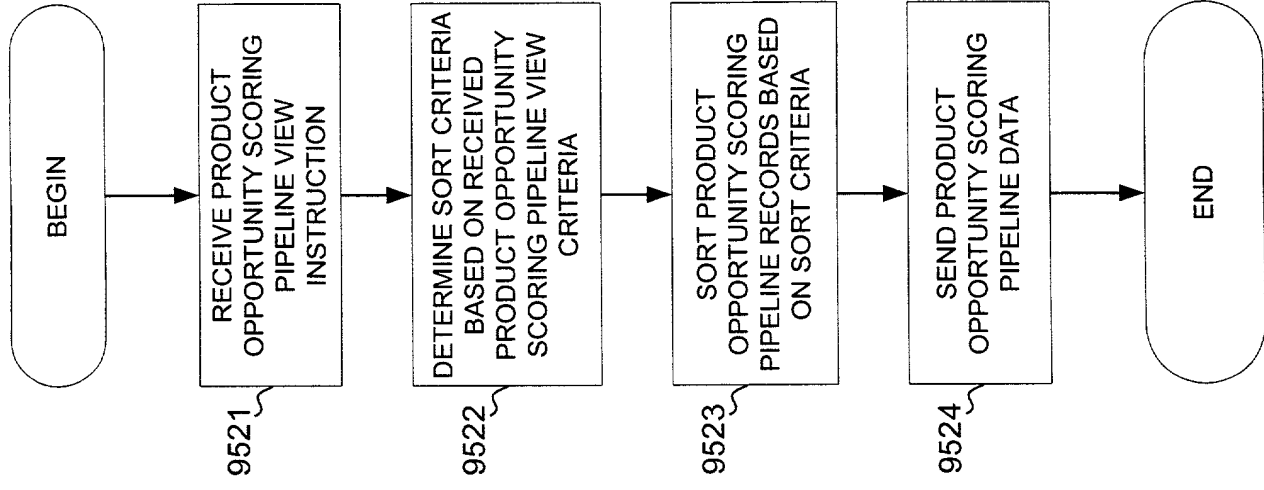 BEGIN
9521
RECEIVE PRODUCT
OPPORTUNITY SCORING
PIPELINE VIEW
INSTRUCTION
9522
DETERMINE SORT CRITERIA
BASED ON RECEIVED
PRODUCT OPPORTUNITY
SCORING PIPELINE VIEW
CRITERIA
9523
SORT PRODUCT
OPPORTUNITY SCORING
PIPELINE RECORDS BASED
ON SORT CRITERIA
9524
SEND PRODUCT
OPPORTUNITY SCORING
PIPELINE DATA
END